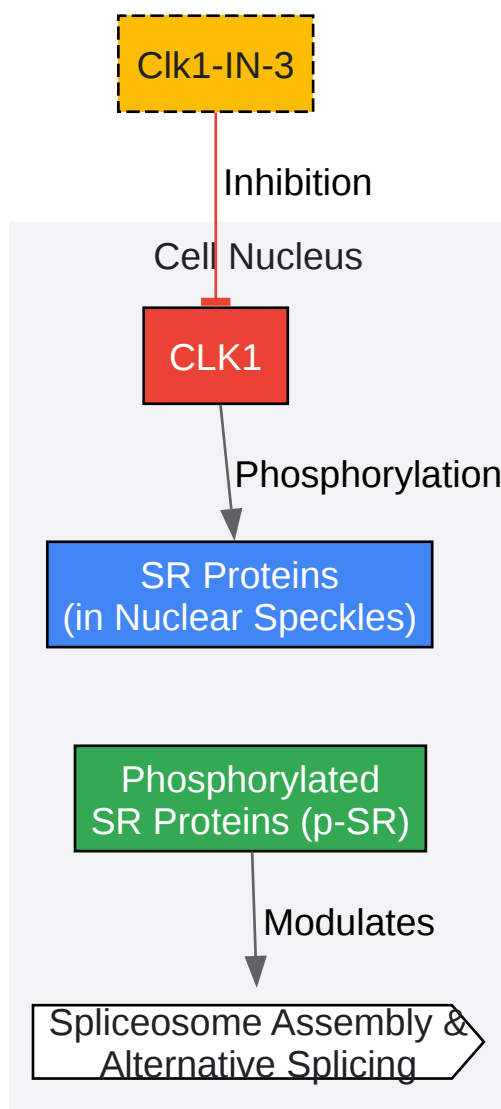 Clk1-IN-3
Inhibition
Cell Nucleus
CLK1
Phosphorylation
SR Proteins
(in Nuclear Speckles)
Phosphorylated
SR Proteins (p-SR)
Modulates
Spliceosome Assembly &
Alternative Splicing